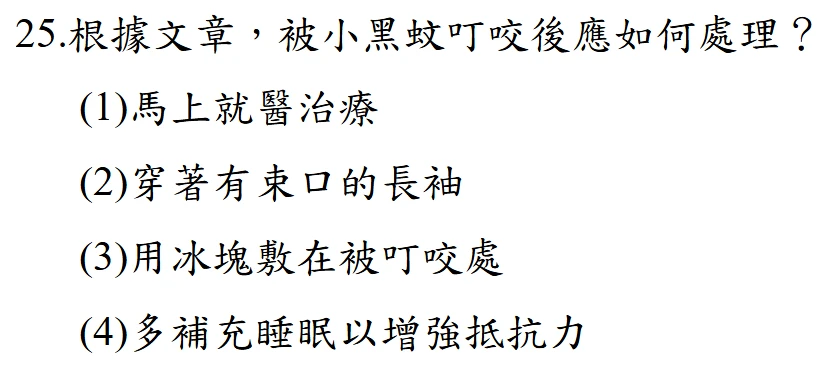 25.根據文章，被小黑蚊叮咬後應如何處理？
(1)馬上就醫治療
(2)穿著有束口的長袖
(3)用冰塊敷在被叮咬處
(4)多補充睡眠以增強抵抗力